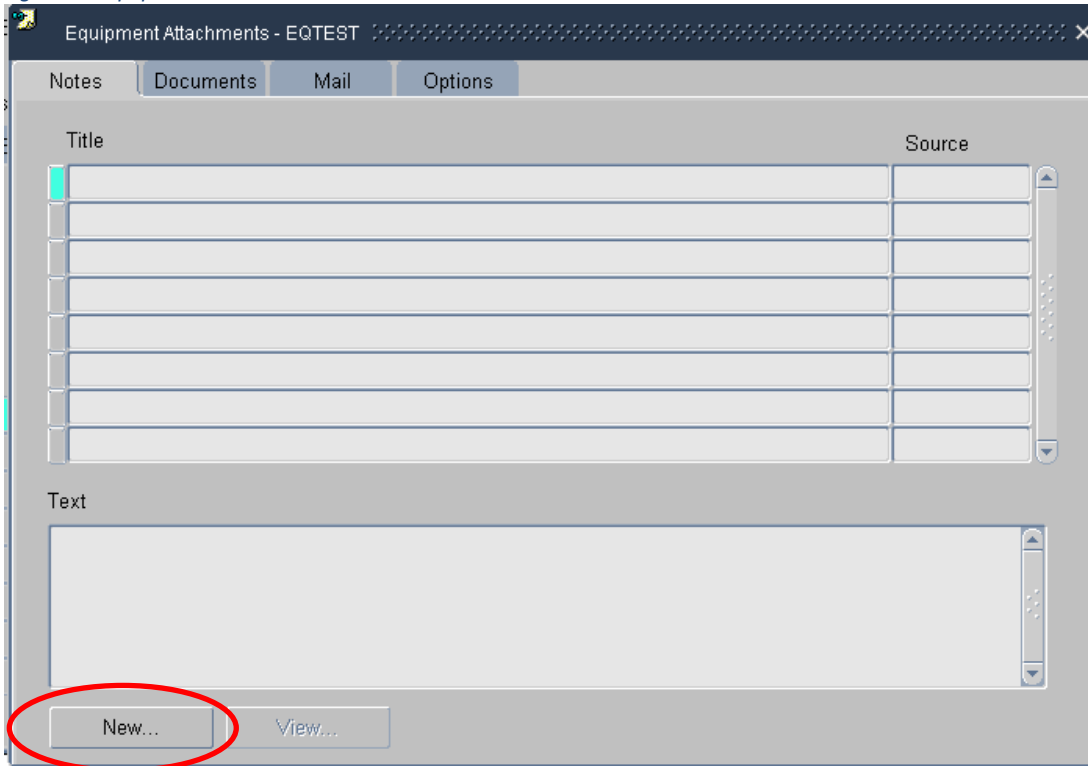 Equipment Attachments - EQTEST
Notes Documents Mail Options
Title Source
Text
New... View...